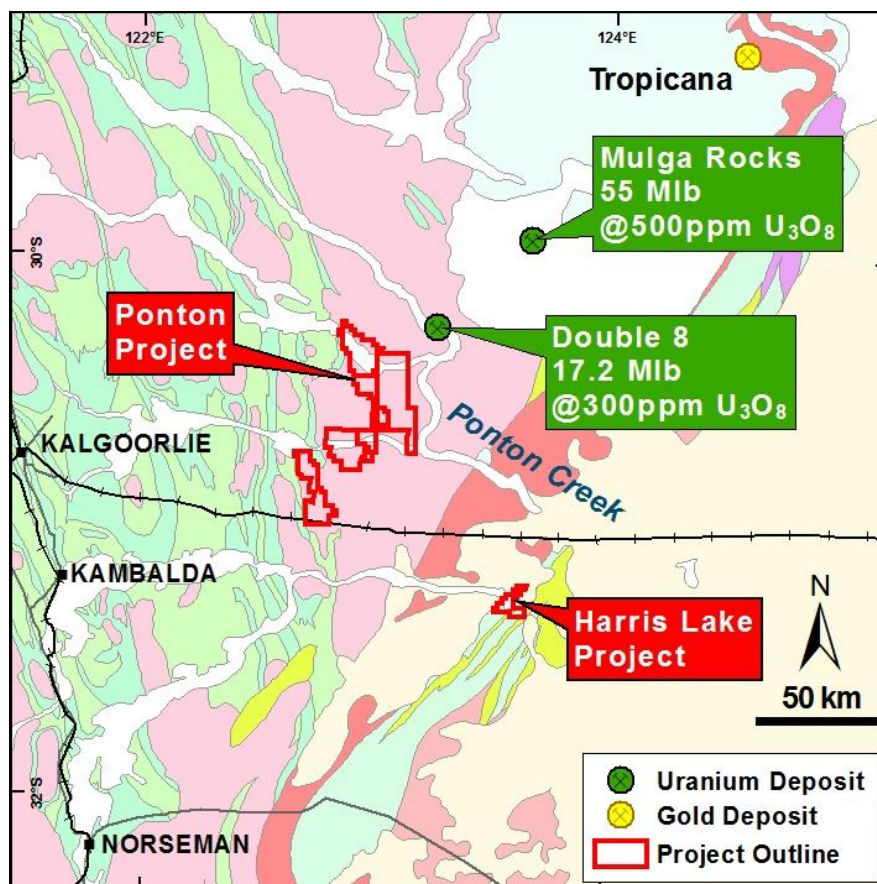 122°E
124°E
Tropicana
Mulga Rocks
55 Mlb
@500ppm U₃O₈
30°S
Ponton
Project
Double 8
17.2 Mlb
@300ppm U₃O₈
Ponton Creek
KALGOORLIE
KAMBALDA
Harris Lake
Project
N
50 km
32°S
NORSEMAN
Uranium Deposit
Gold Deposit
Project Outline